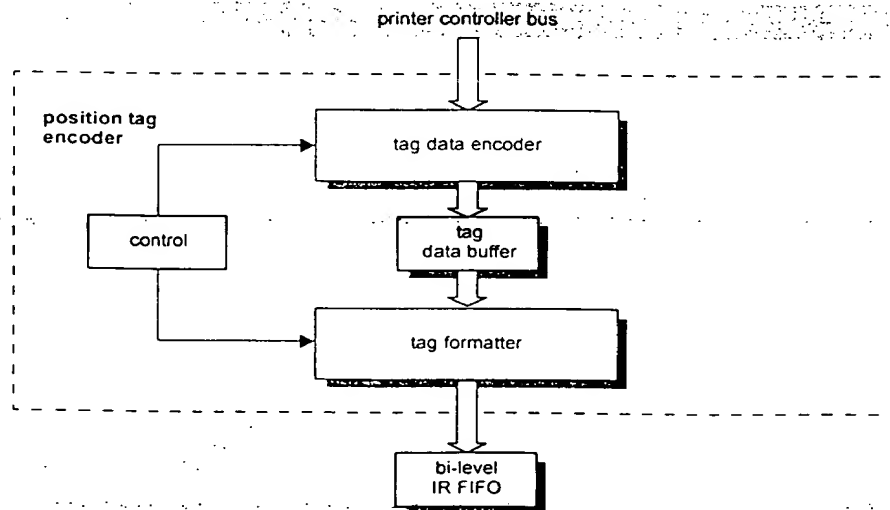 printer controller bus
position tag
encoder
tag data encoder
control
tag
data buffer
tag formatter
bi-level
IR FIFO